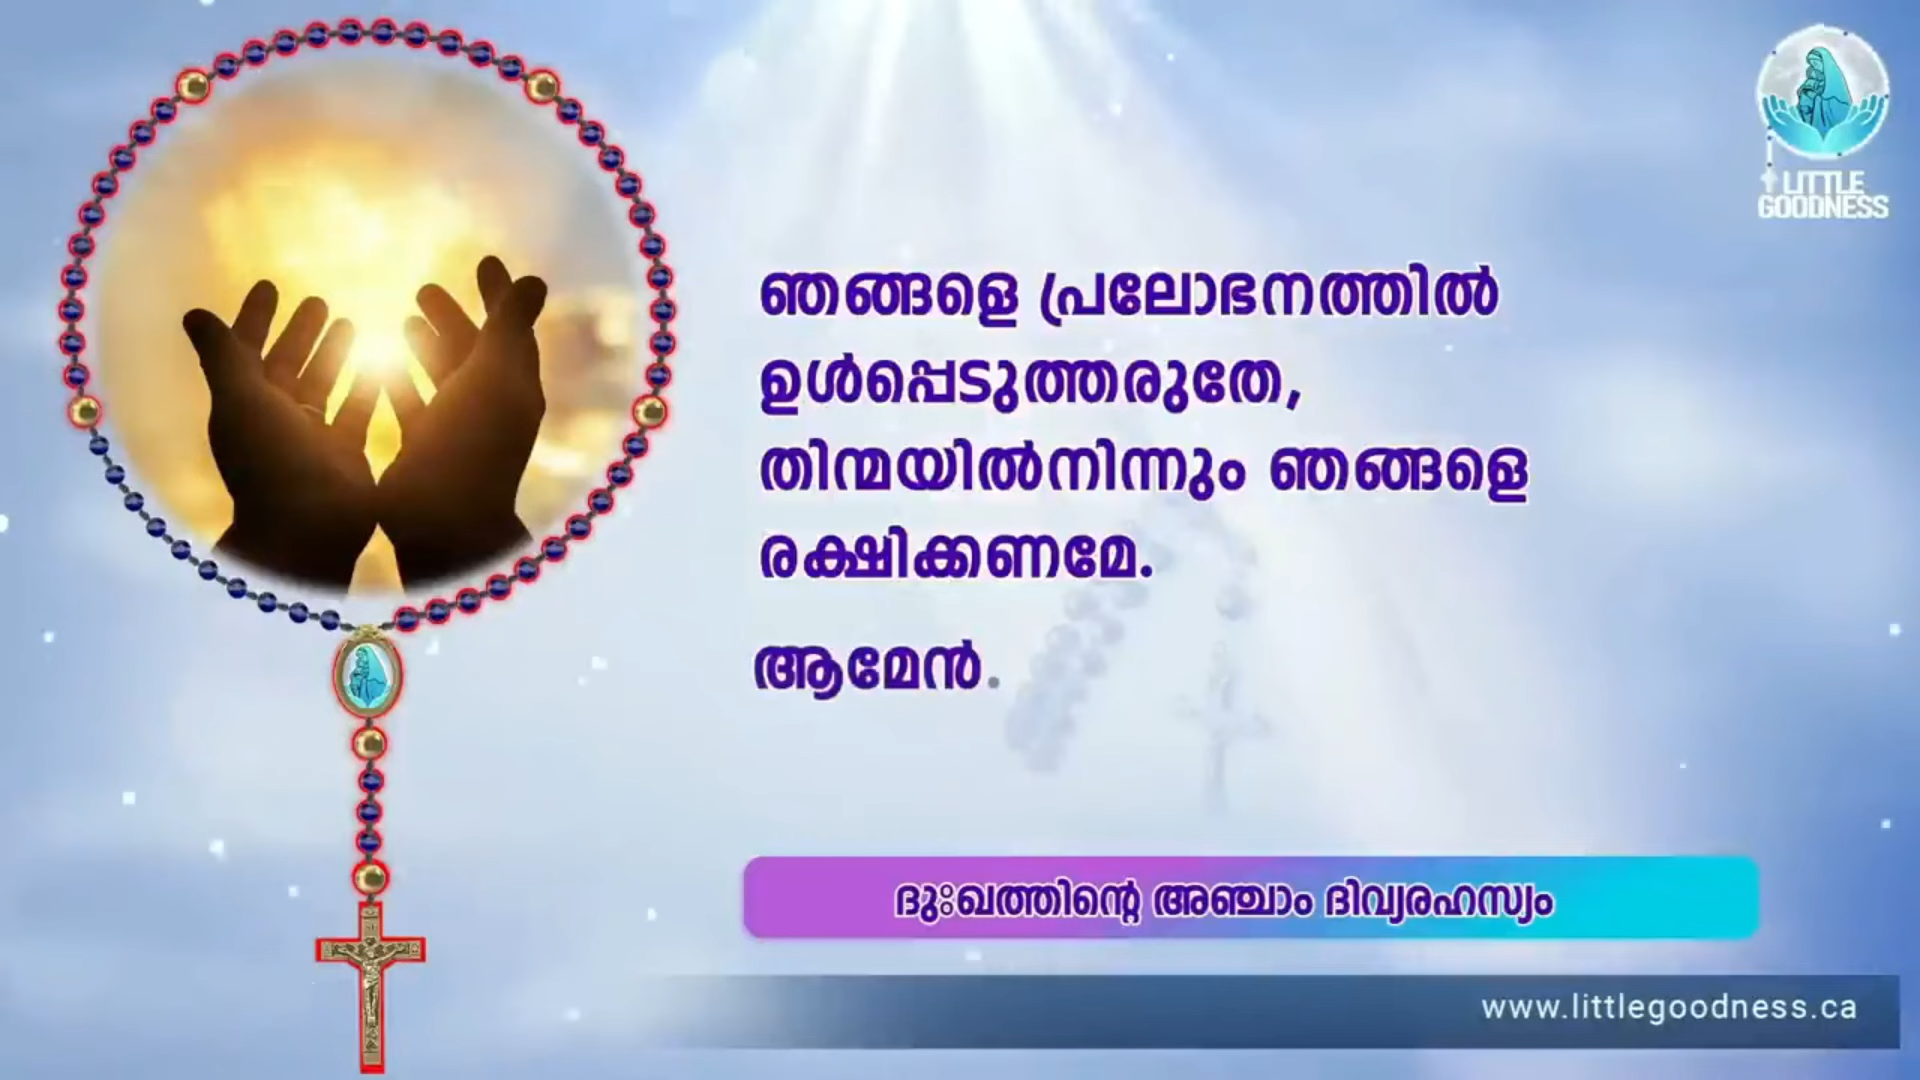 LITTLE
GOODNESS
ഞങ്ങളെ പ്രലോഭനത്തിൽ
ഉൾപ്പെടുത്തരുതേ,
തിന്മയിൽനിന്നും ഞങ്ങളെ
രക്ഷിക്കണമേ.
ആമേൻ.
ദുഃഖത്തിന്റെ അഞ്ചാം ദിവ്യരഹസ്യം
www.littlegoodness.ca